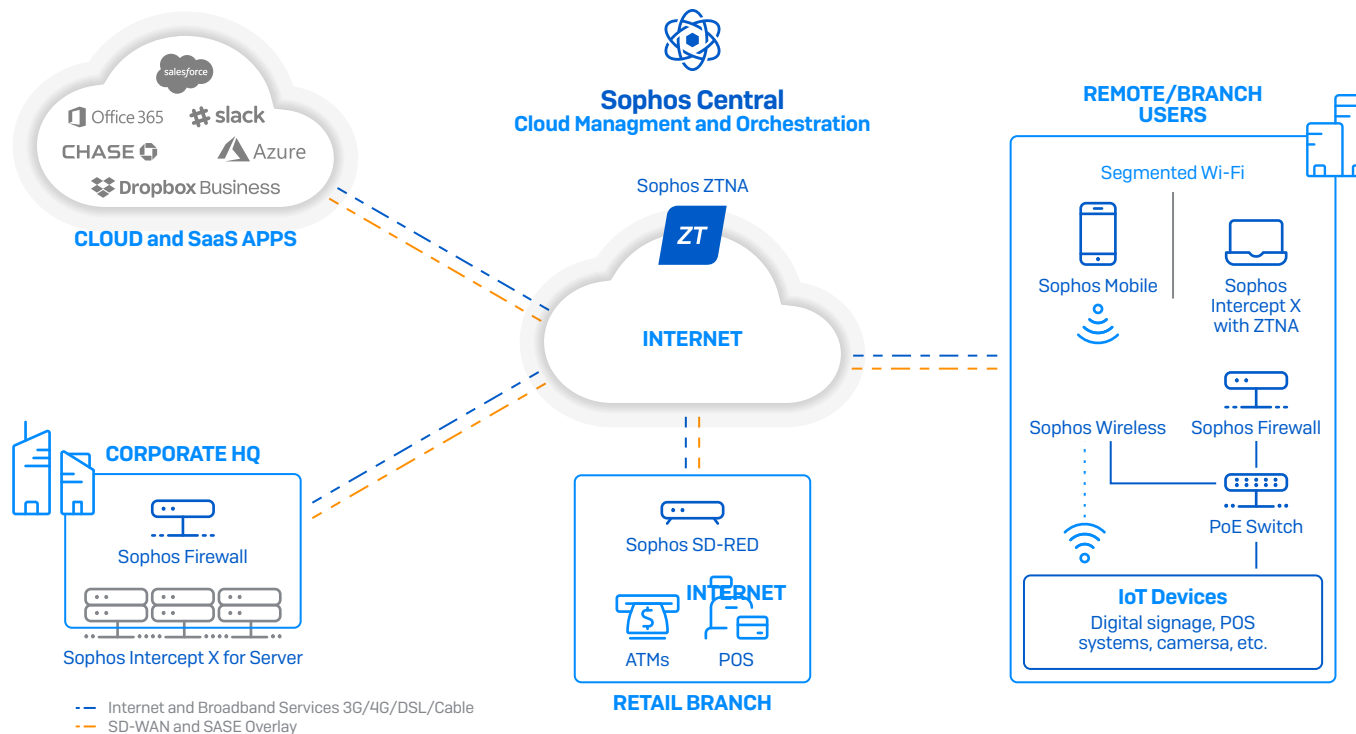 salesforce
Office 365
slack
CHASE
Azure
Dropbox Business
CLOUD and SaaS APPS
Sophos Central
Cloud Managment and Orchestration
Sophos ZTNA
ZT
INTERNET
REMOTE/BRANCH
USERS
Segmented Wi-Fi
Sophos Mobile
Sophos
Intercept X
with ZTNA
Sophos Wireless
Sophos Firewall
PoE Switch
IoT Devices
Digital signage, POS
systems, camersa, etc.
CORPORATE HQ
Sophos Firewall
Sophos Intercept X for Server
Sophos SD-RED
INTERNET
$
ATMs
POS
RETAIL BRANCH
Internet and Broadband Services 3G/4G/DSL/Cable
SD-WAN and SASE Overlay